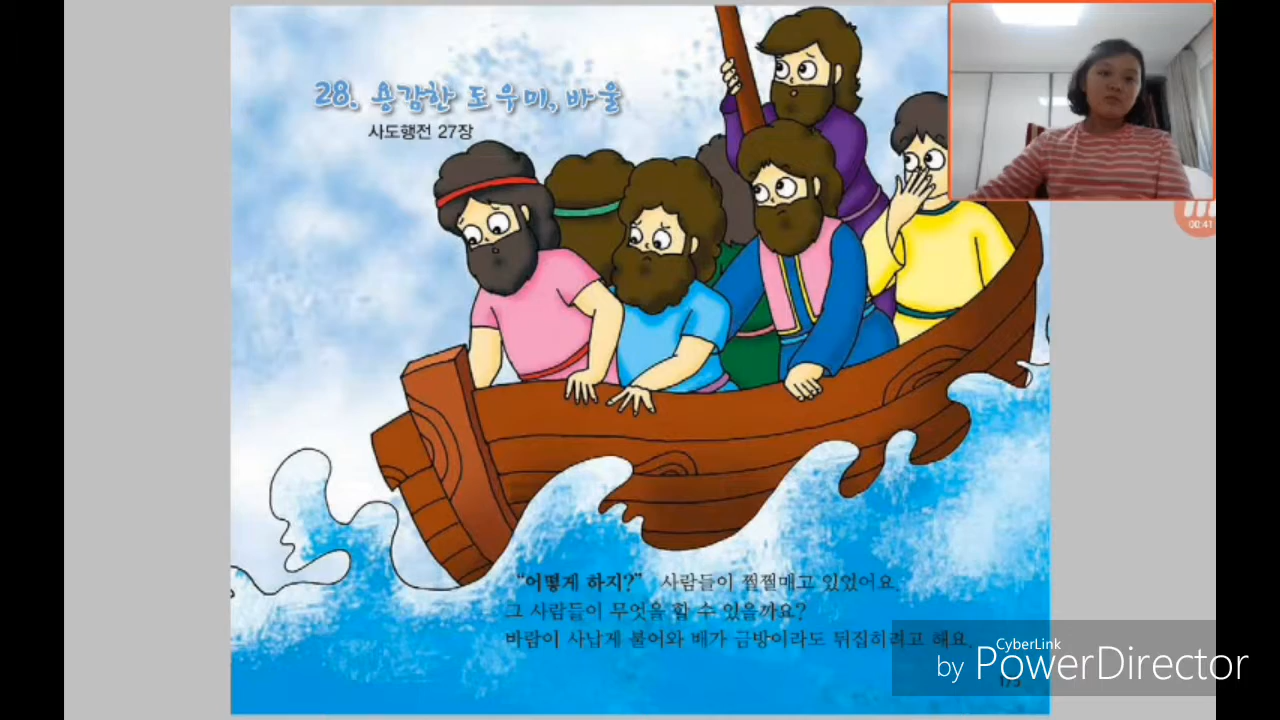 28. 용감한 도우미, 바울
사도행전 27장
00:41
"어떻게 하지?" 사람들이 쩔쩔매고 있었어요.
그 사람들이 무엇을 할 수 있을까요?
바람이 사납게 불어와 배가 금방이라도 뒤집히려고 해요.
CyberLink
by PowerDirector